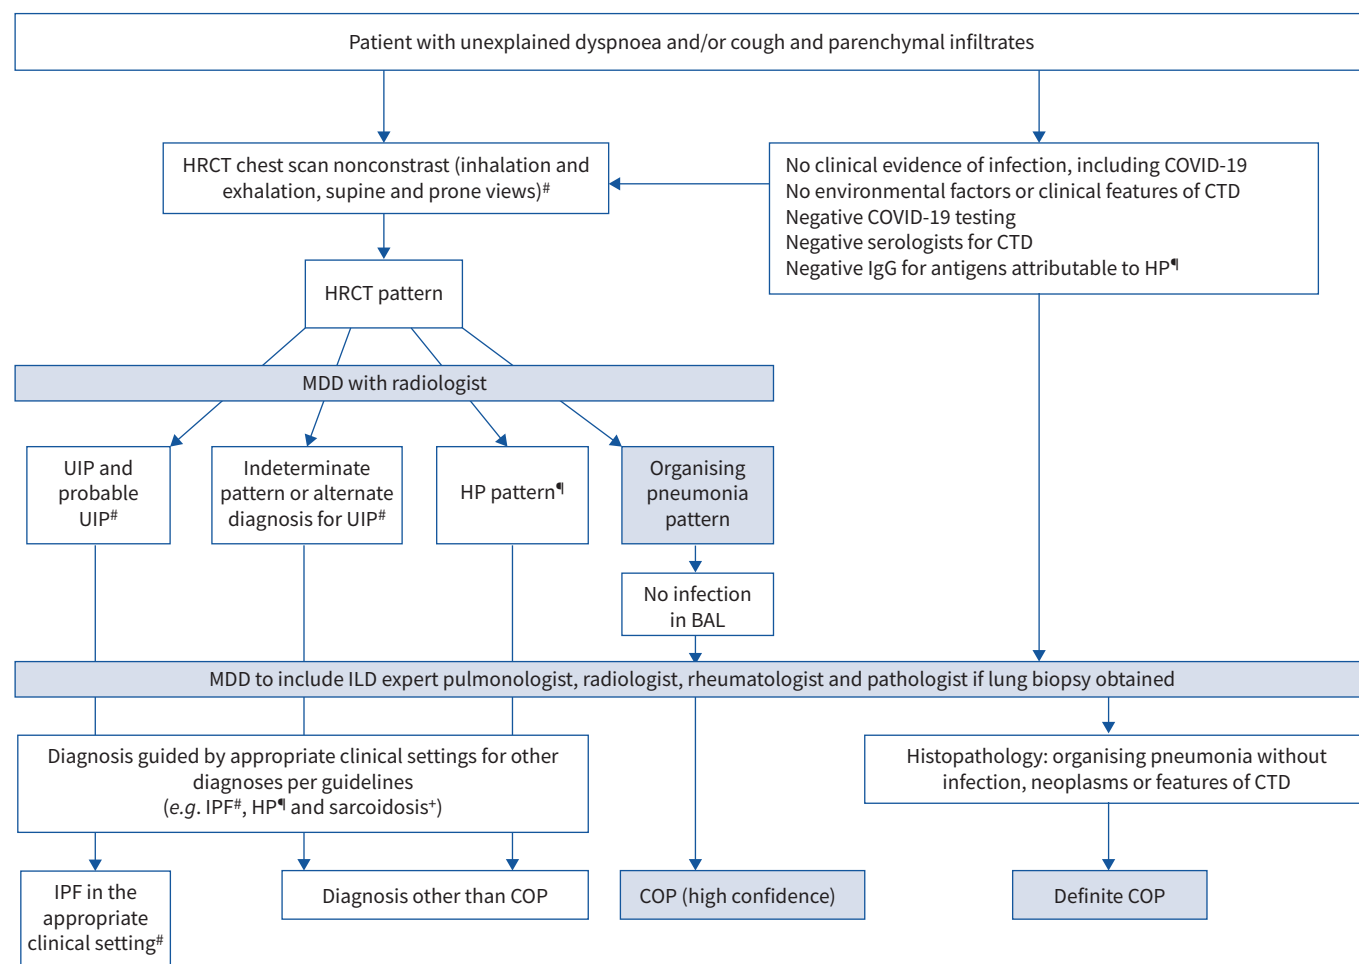 Patient with unexplained dyspnoea and/or cough and parenchymal infiltrates
HRCT chest scan nonconstrast (inhalation and
exhalation, supine and prone views)#
No clinical evidence of infection, including COVID-19
No environmental factors or clinical features of CTD
Negative COVID-19 testing
Negative serologists for CTD
Negative IgG for antigens attributable to HP¶
HRCT pattern
MDD with radiologist
UIP and
probable
UIP#
Indeterminate
pattern or alternate
diagnosis for UIP#
HP pattern¶
Organising
pneumonia
pattern
No infection
in BAL
MDD to include ILD expert pulmonologist, radiologist, rheumatologist and pathologist if lung biopsy obtained
Diagnosis guided by appropriate clinical settings for other
diagnoses per guidelines
(e.g. IPF#, HP¶ and sarcoidosis+)
Histopathology: organising pneumonia without
infection, neoplasms or features of CTD
IPF in the
appropriate
clinical setting#
Diagnosis other than COP
COP (high confidence)
Definite COP